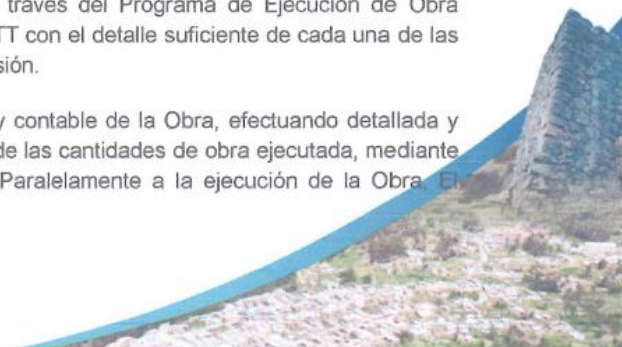 través del Programa de Ejecución de Obra
TT con el detalle suficiente de cada una de las
sión.
y contable de la Obra, efectuando detallada y
de las cantidades de obra ejecutada, mediante
Paralelamente a la ejecución de la Obra, El